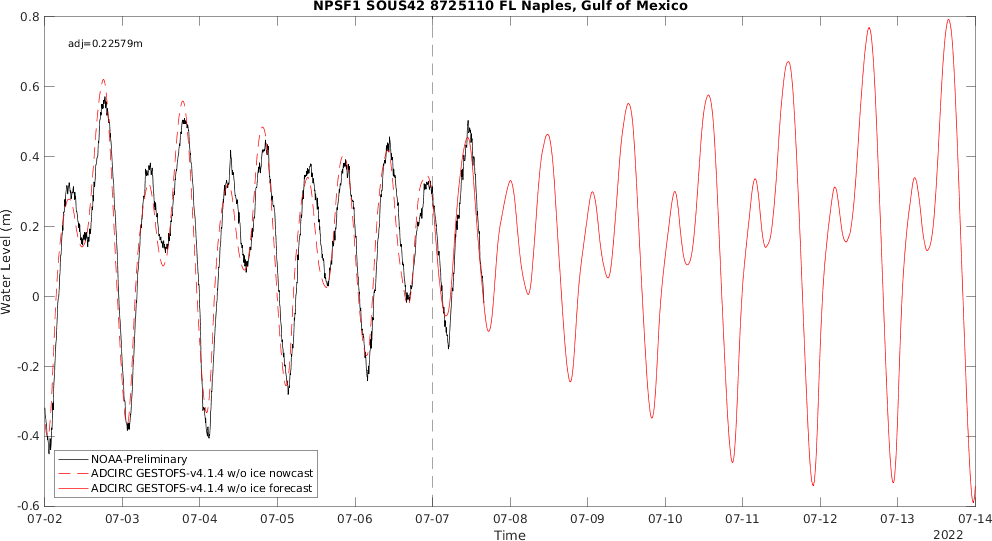 NPSF1 SOUS42 8725110 FL Naples, Gulf of Mexico
adj=0.22579m
0.8
0.6
0.4
0.2
0
-0.2
-0.4
-0.6
Water Level (m)
NOAA-Preliminary
ADCIRC GESTOFS-v4.1.4 w/o ice nowcast
ADCIRC GESTOFS-v4.1.4 w/o ice forecast
07-02 07-03 07-04 07-05 07-06 07-07 07-08 07-09 07-10 07-11 07-12 07-13 07-14
Time
2022